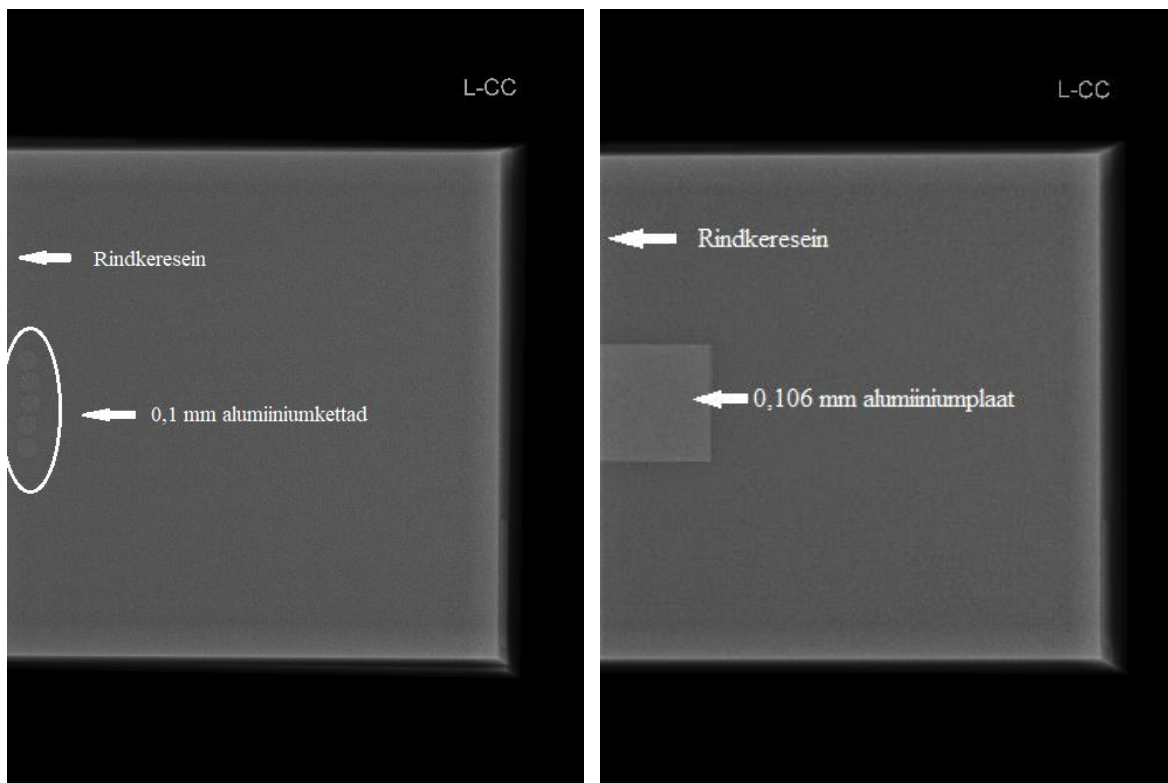 L-CC
Rindkeresein
0,1 mm alumiiniumkettad
L-CC
Rindkeresein
0,106 mm alumiiniumplaat